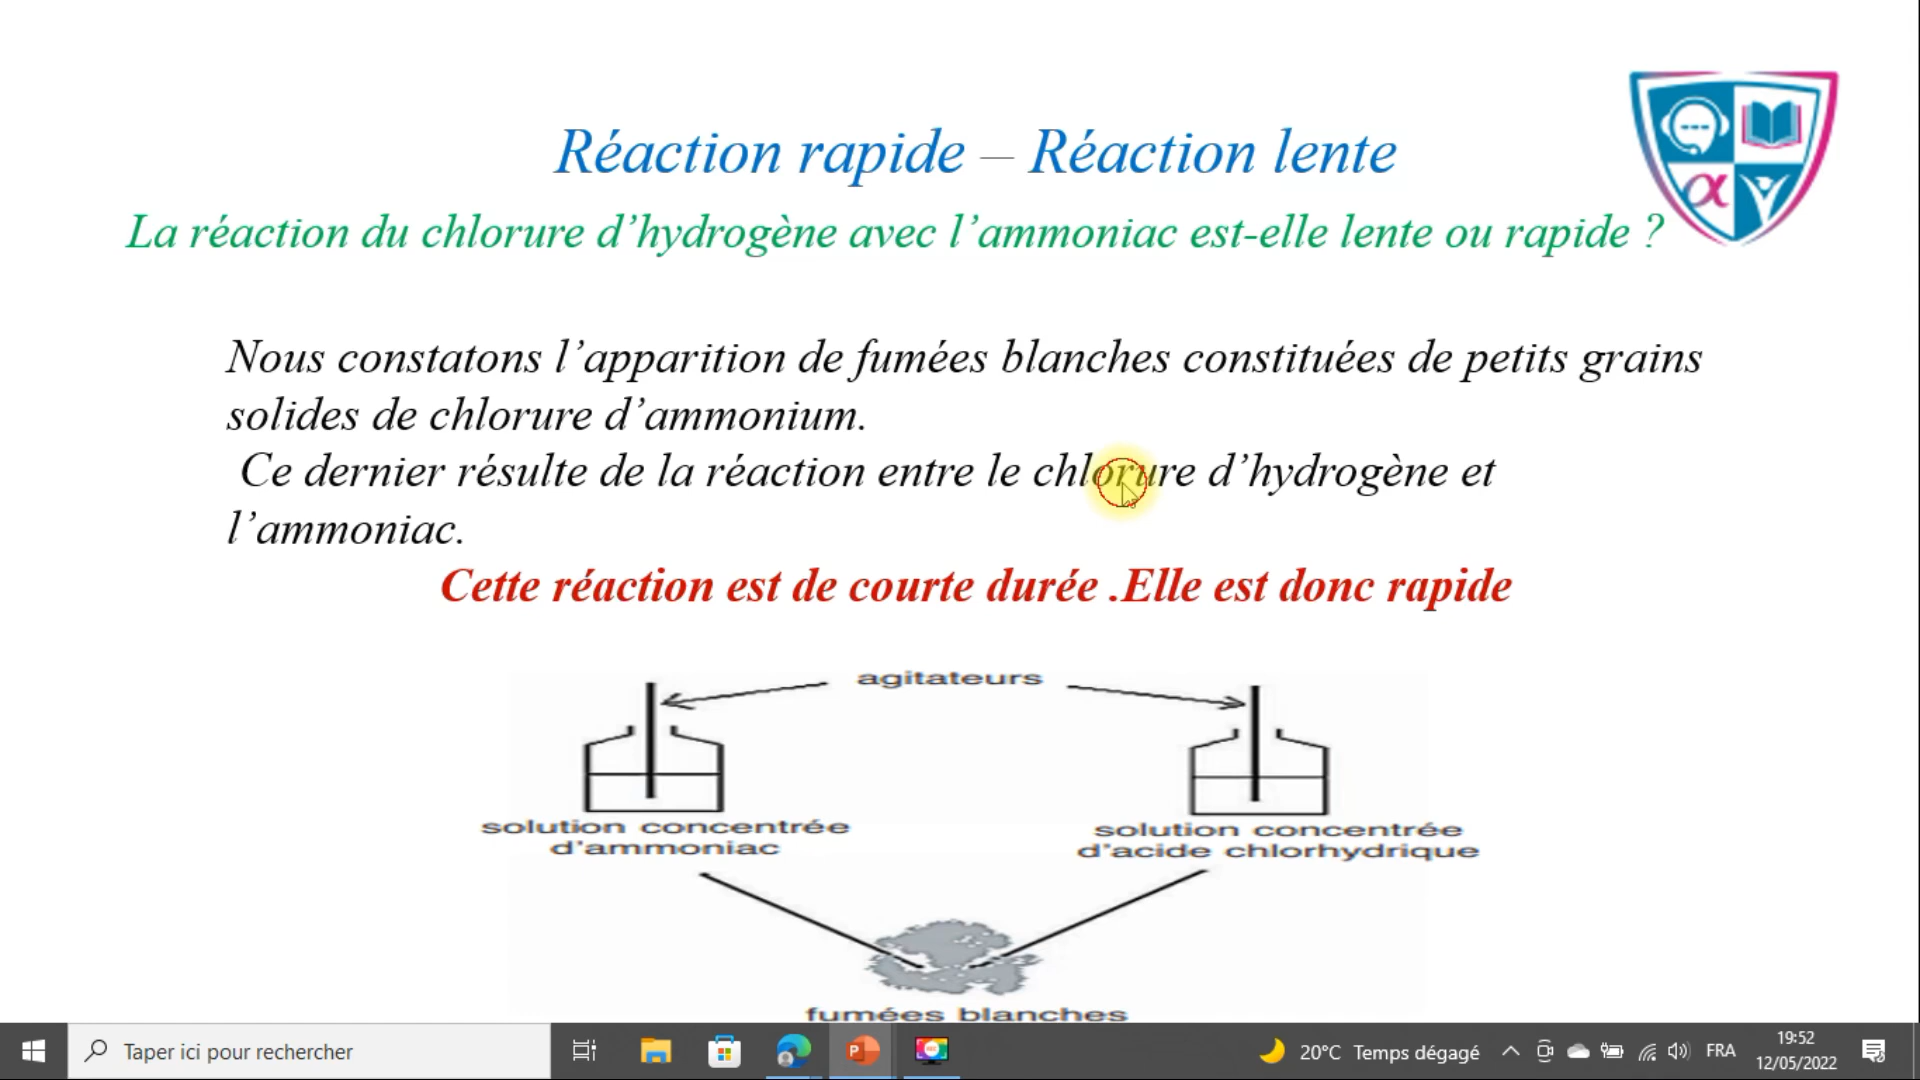 Réaction rapide – Réaction lente
La réaction du chlorure d’hydrogène avec l’ammoniac est-elle lente ou rapide ?
Nous constatons l’apparition de fumées blanches constituées de petits grains
solides de chlorure d’ammonium.
Ce dernier résulte de la réaction entre le chlorure d’hydrogène et
l’ammoniac.
Cette réaction est de courte durée .Elle est donc rapide
agitateurs
solution concentrée
d’ammoniac
solution concentrée
d’acide chlorhydrique
fumées blanches
Taper ici pour rechercher
20°C Temps dégagé
FRA
19:52
12/05/2022